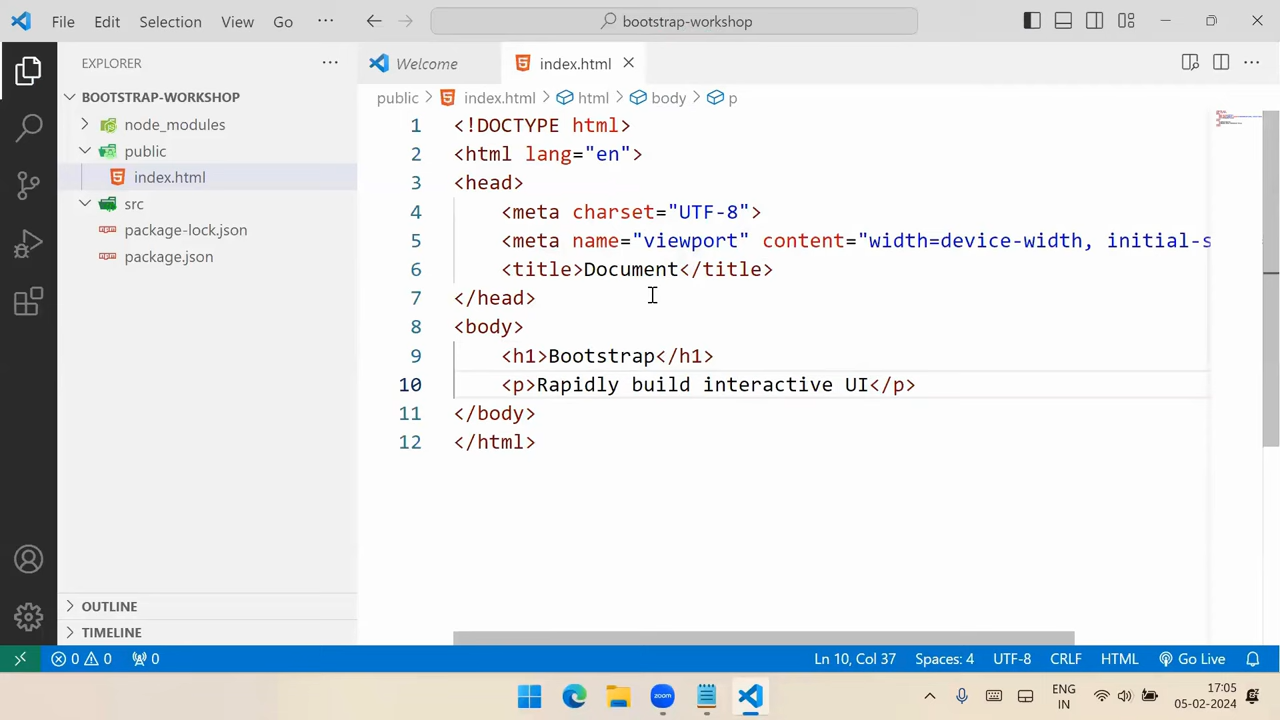 File Edit Selection View Go ··· bootstrap-workshop
EXPLORER ···
BOOTSTRAP-WORKSHOP
node_modules
public
index.html
src
package-lock.json
package.json
OUTLINE
TIMELINE
Welcome index.html
public > index.html > html > body > p
1 <!DOCTYPE html>
2 <html lang="en">
3 <head>
4 <meta charset="UTF-8">
5 <meta name="viewport" content="width=device-width, initial-s
6 <title>Document</title>
7 </head>
8 <body>
9 <h1>Bootstrap</h1>
10 <p>Rapidly build interactive UI</p>
11 </body>
12 </html>
0 0 0 Ln 10, Col 37 Spaces: 4 UTF-8 CRLF HTML Go Live
zoom
ENG
IN
17:05
05-02-2024